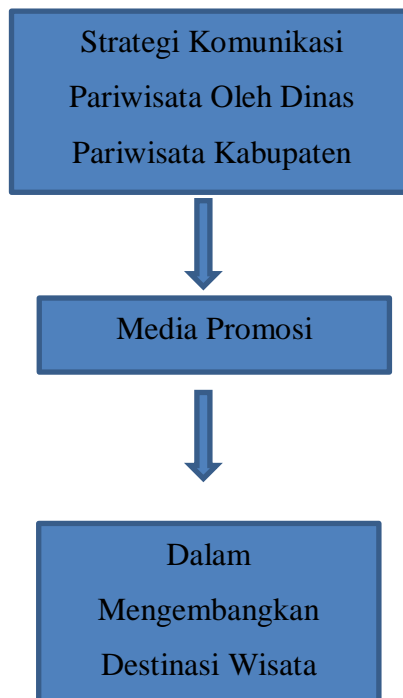 Strategi Komunikasi
Pariwisata Oleh Dinas
Pariwisata Kabupaten
Media Promosi
Dalam
Mengembangkan
Destinasi Wisata